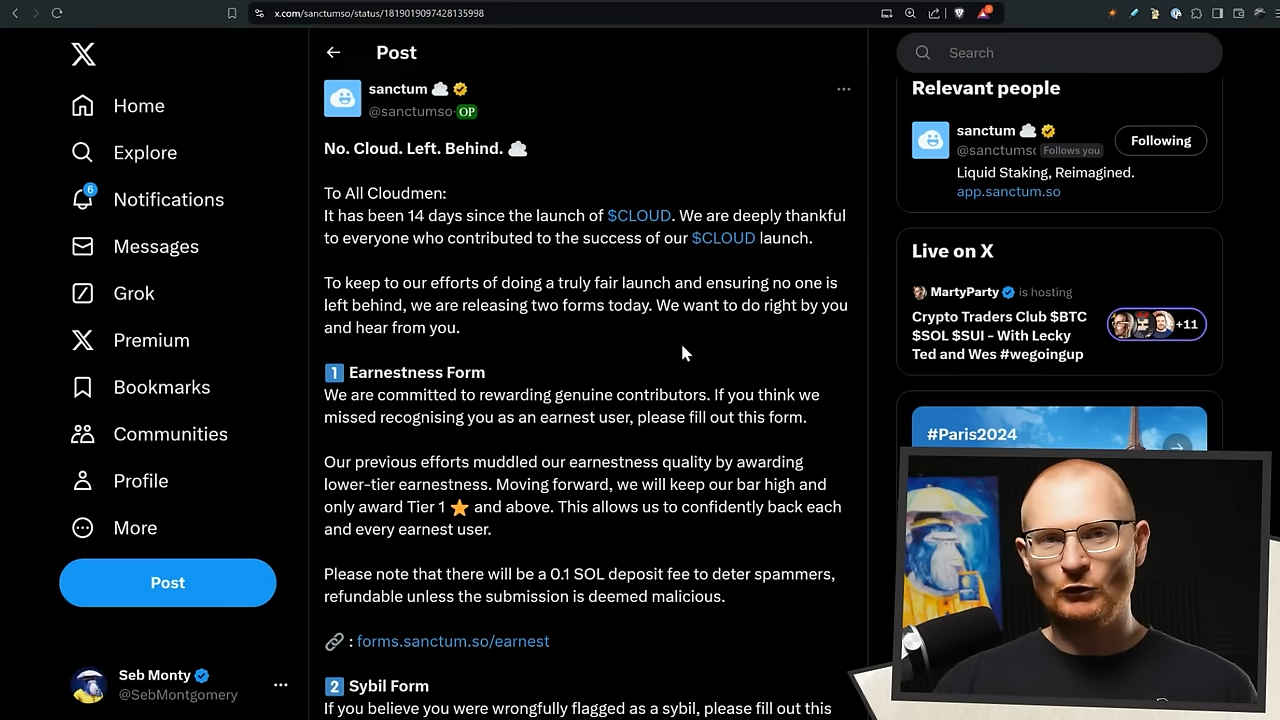 x.com/sanctumso/status/1819019097428135998
Home
Explore
6
Notifications
Messages
Grok
Premium
Bookmarks
Communities
Profile
More
Post
Seb Monty
@SebMontgomery
Post
sanctum
@sanctumso· OP
No. Cloud. Left. Behind.
To All Cloudmen:
It has been 14 days since the launch of $CLOUD. We are deeply thankful
to everyone who contributed to the success of our $CLOUD launch.
To keep to our efforts of doing a truly fair launch and ensuring no one is
left behind, we are releasing two forms today. We want to do right by you
and hear from you.
1 Earnestness Form
We are committed to rewarding genuine contributors. If you think we
missed recognising you as an earnest user, please fill out this form.
Our previous efforts muddled our earnestness quality by awarding
lower-tier earnestness. Moving forward, we will keep our bar high and
only award Tier 1 ⭐ and above. This allows us to confidently back each
and every earnest user.
Please note that there will be a 0.1 SOL deposit fee to deter spammers,
refundable unless the submission is deemed malicious.
🔗 : forms.sanctum.so/earnest
2 Sybil Form
If you believe you were wrongfully flagged as a sybil, please fill out this
Search
Relevant people
sanctum
@sanctumsc Follows you
Following
Liquid Staking, Reimagined.
app.sanctum.so
Live on X
MartyParty is hosting
Crypto Traders Club $BTC
$SOL $SUI - With Lecky
Ted and Wes #wegoingup
+11
#Paris2024